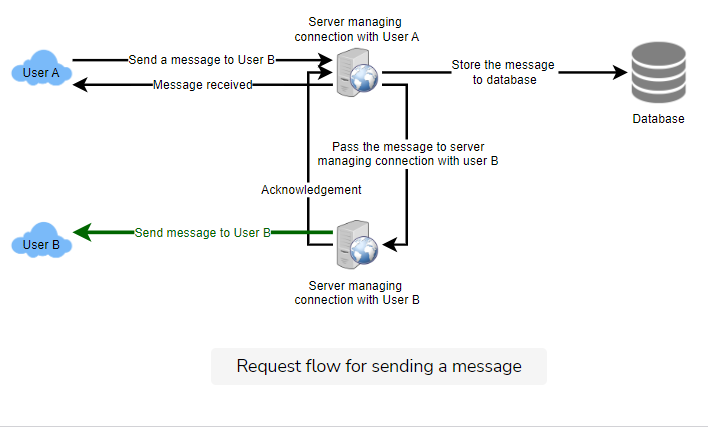 Server managing
connection with User A
Send a message to User B
User A
Message received
Store the message
to database
Database
Pass the message to server
managing connection with user B
Acknowledgement
Send message to User B
User B
Server managing
connection with User B
Request flow for sending a message